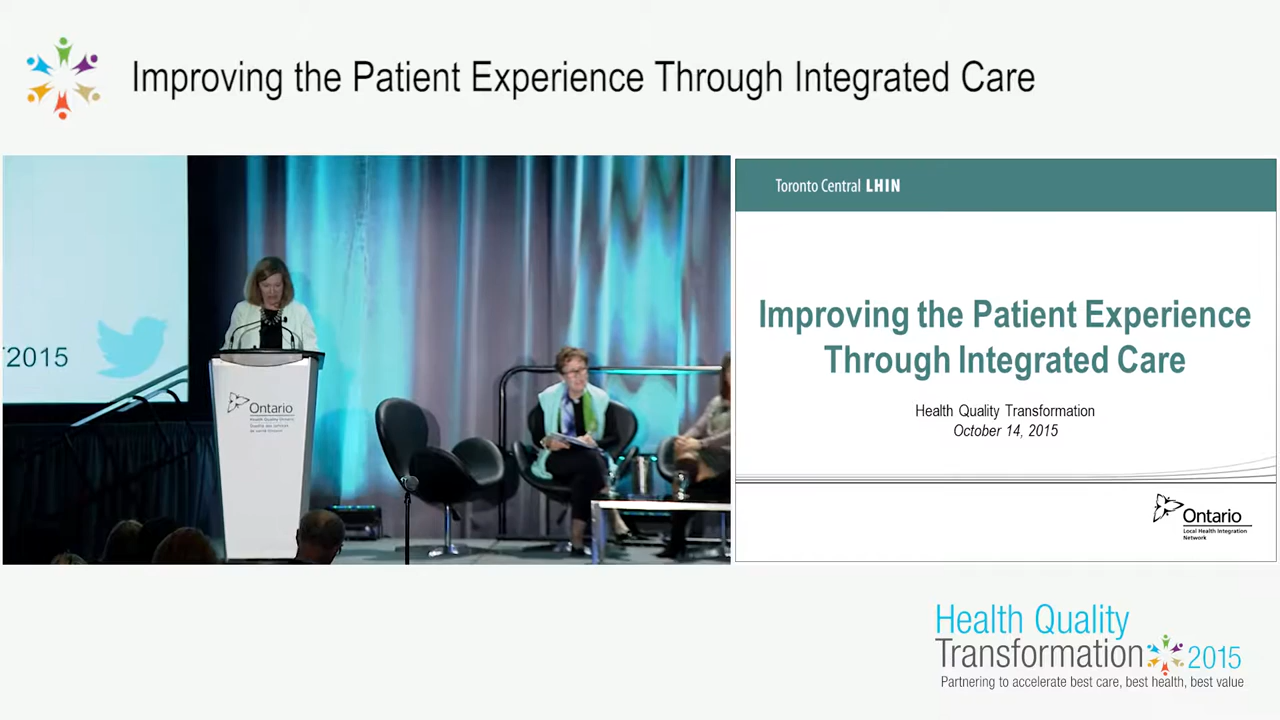 Improving the Patient Experience Through Integrated Care
2015
Ontario
Toronto Central LHIN
Improving the Patient Experience
Through Integrated Care
Health Quality Transformation
October 14, 2015
Ontario
Local Health Integration
Network
Health Quality
Transformation 2015
Partnering to accelerate best care, best health, best value